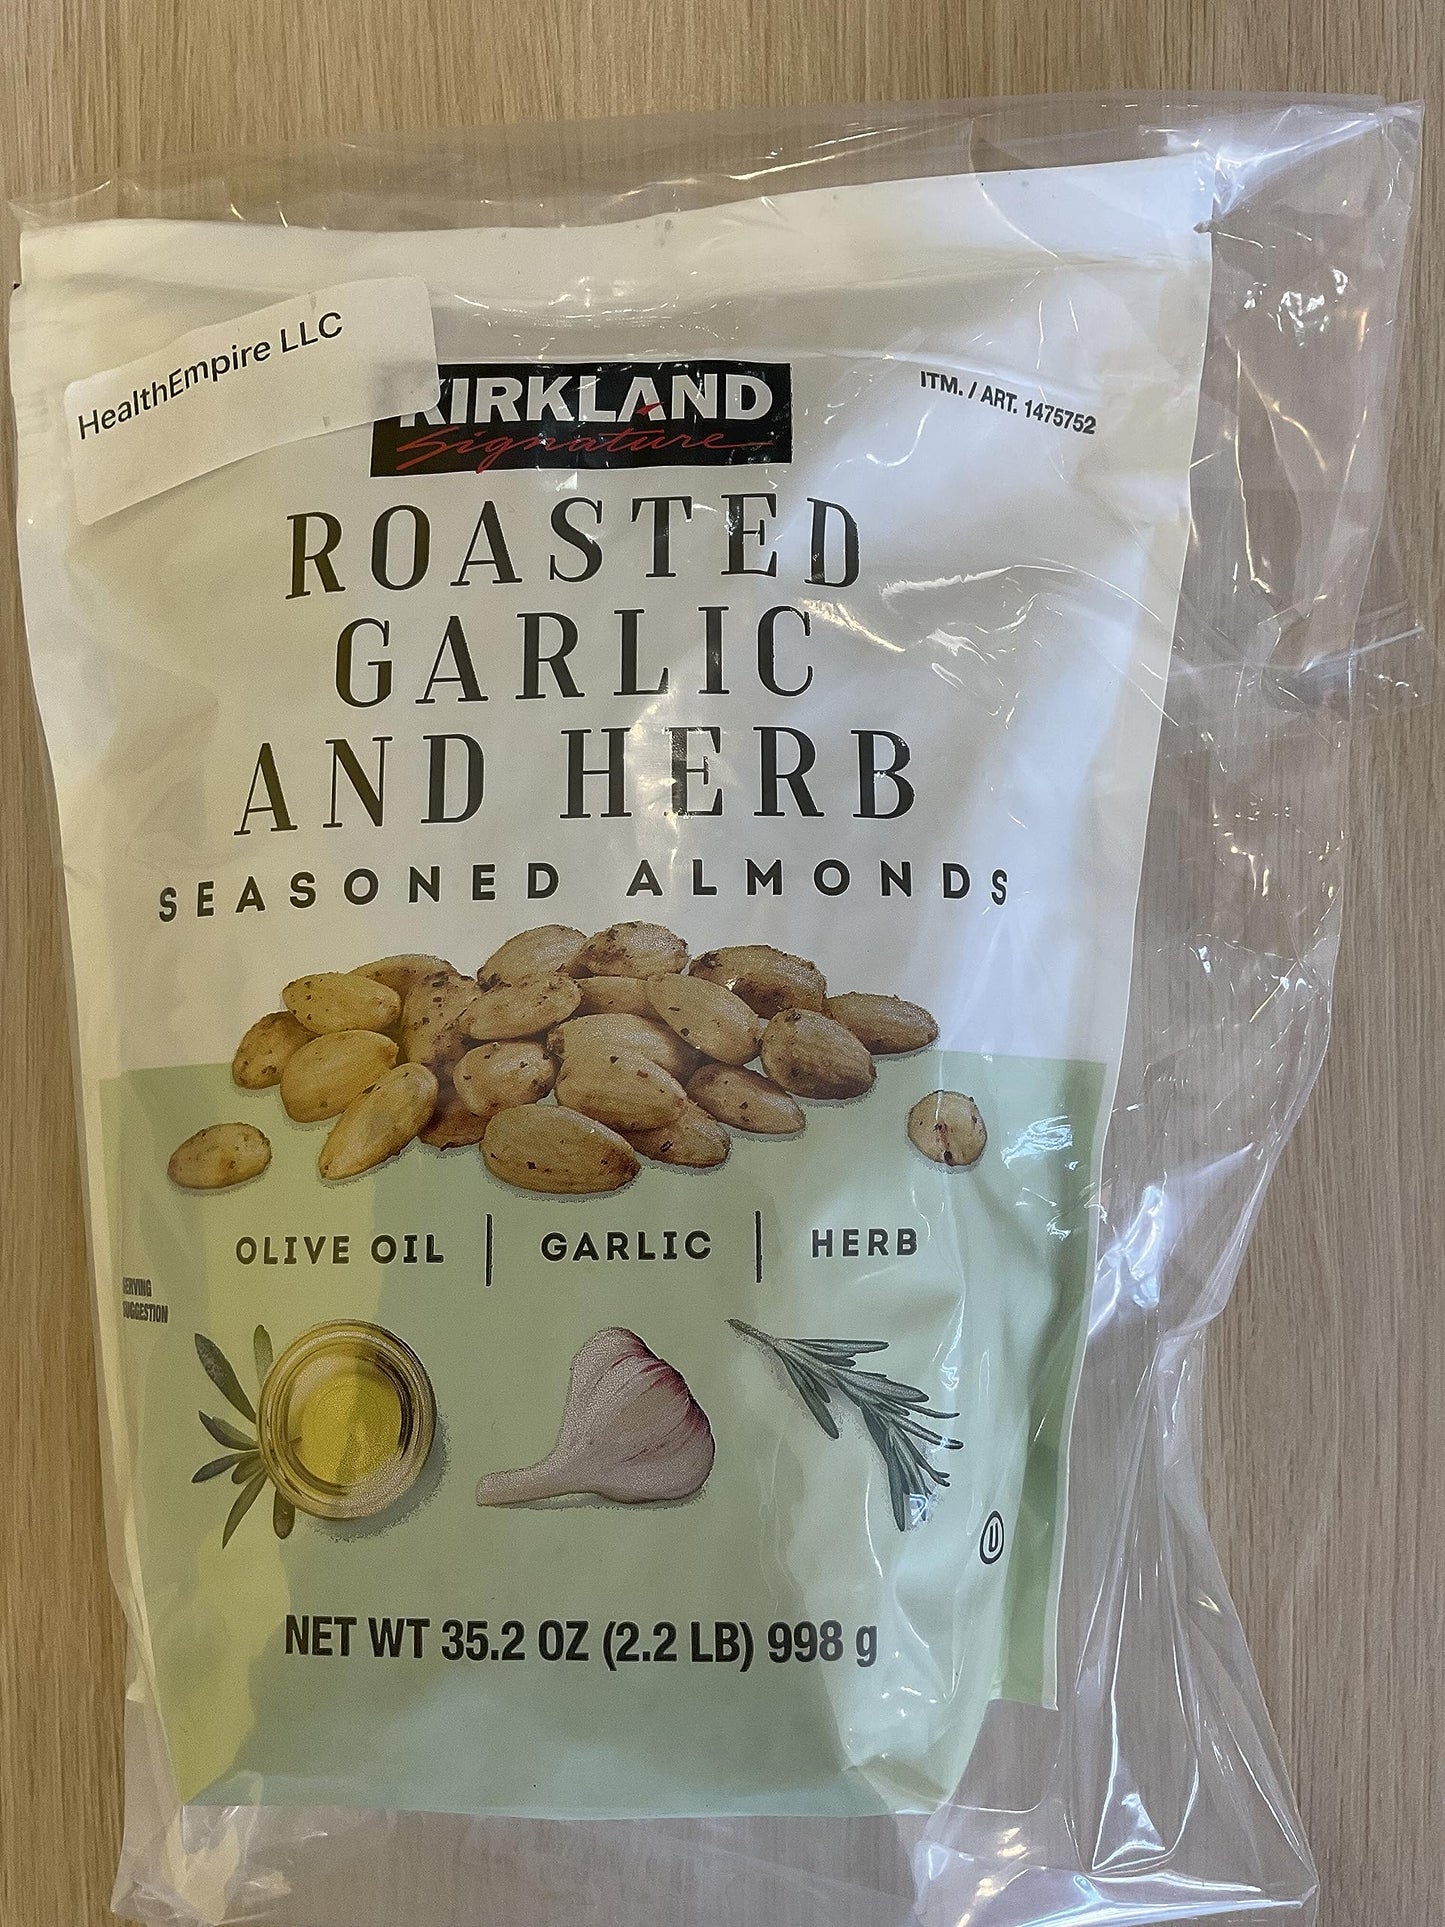 HealthEmpire LLC
KIRKLAND
Signature
ITM. / ART. 1475752
ROASTED
GARLIC
AND HERB
SEASONED ALMONDS
OLIVE OIL | GARLIC | HERB
SERVING
SUGGESTION
U
NET WT 35.2 OZ (2.2 LB) 998 g